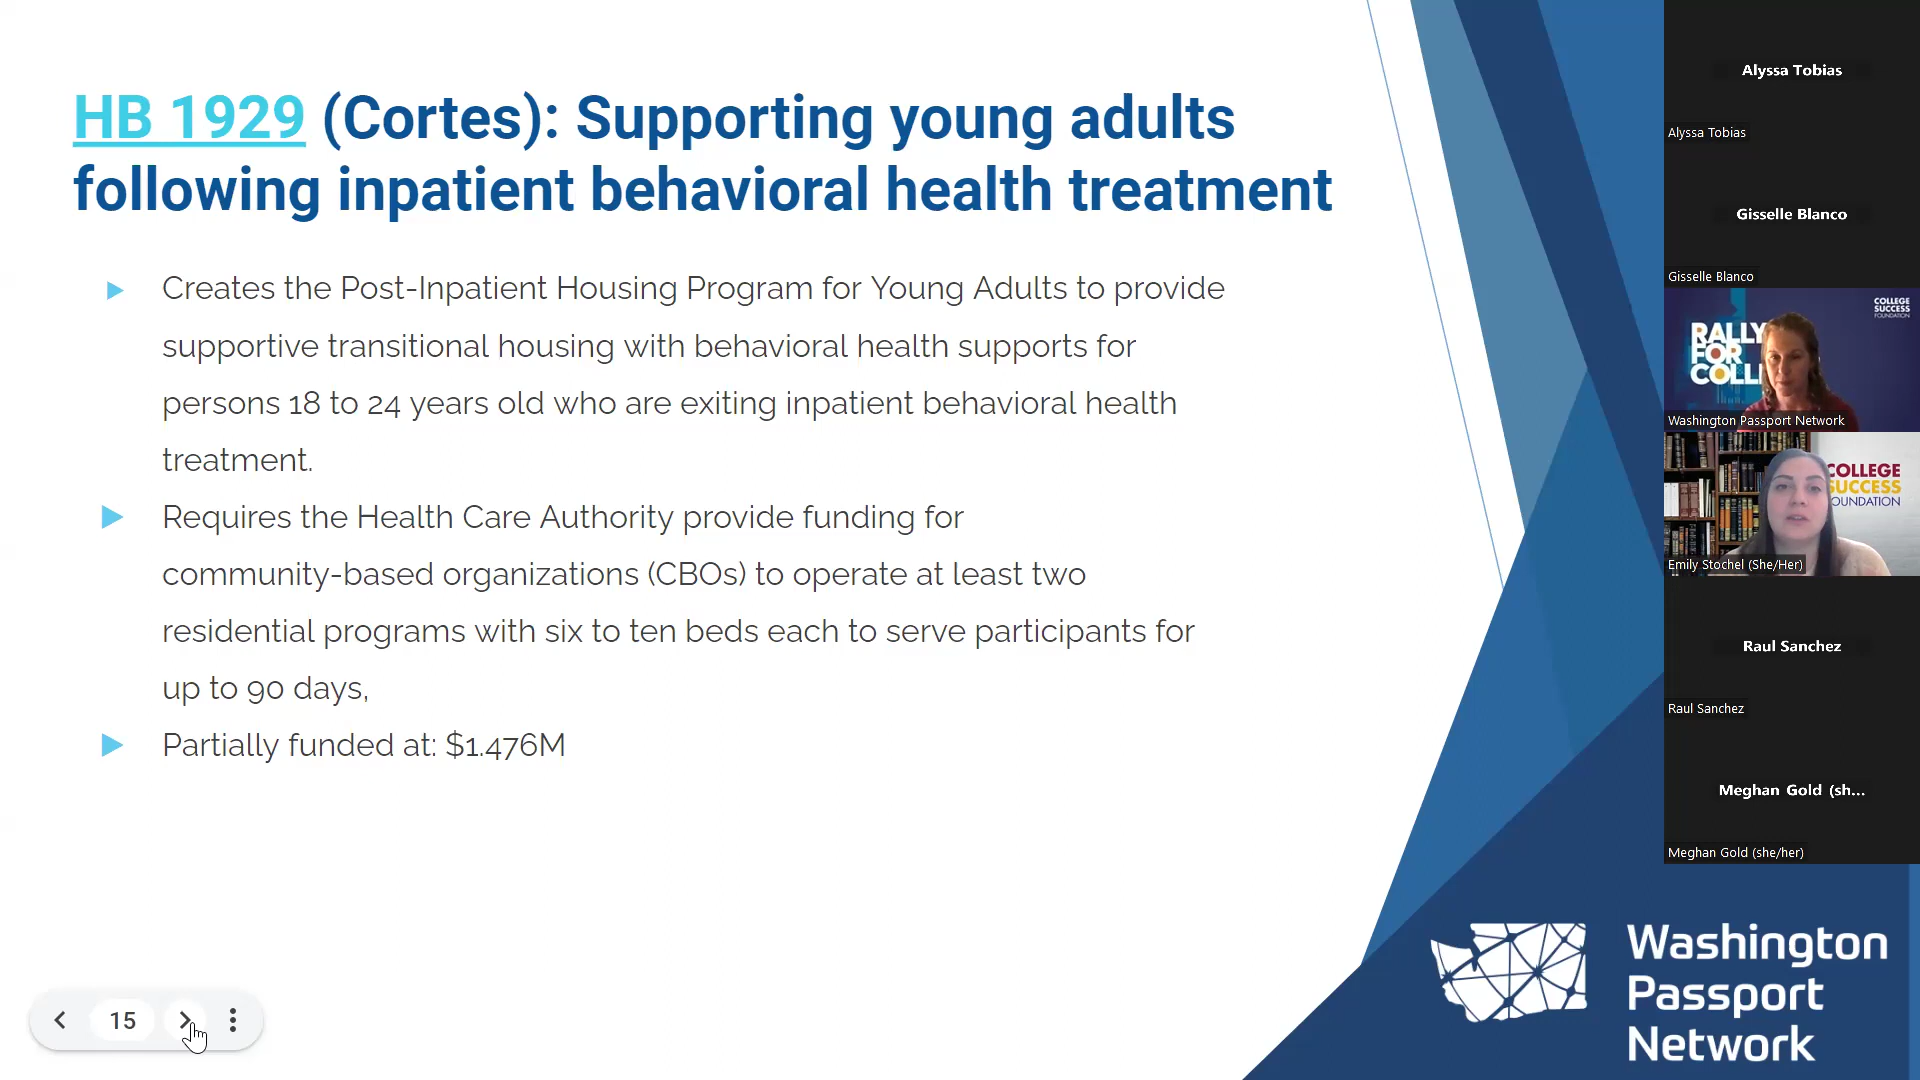 HB 1929 (Cortes): Supporting young adults
following inpatient behavioral health treatment
Creates the Post-Inpatient Housing Program for Young Adults to provide
supportive transitional housing with behavioral health supports for
persons 18 to 24 years old who are exiting inpatient behavioral health
treatment.
Requires the Health Care Authority provide funding for
community-based organizations (CBOs) to operate at least two
residential programs with six to ten beds each to serve participants for
up to 90 days,
Partially funded at: $1.476M
15
Alyssa Tobias
Alyssa Tobias
Gisselle Blanco
Gisselle Blanco
COLLEGE
SUCCESS
FOUNDATION
RALLY
FOR
COLL
Washington Passport Network
COLLEGE
SUCCESS
OUNDATION
Emily Stochel (She/Her)
Raul Sanchez
Raul Sanchez
Meghan Gold (sh...
Meghan Gold (she/her)
Washington
Passport
Network